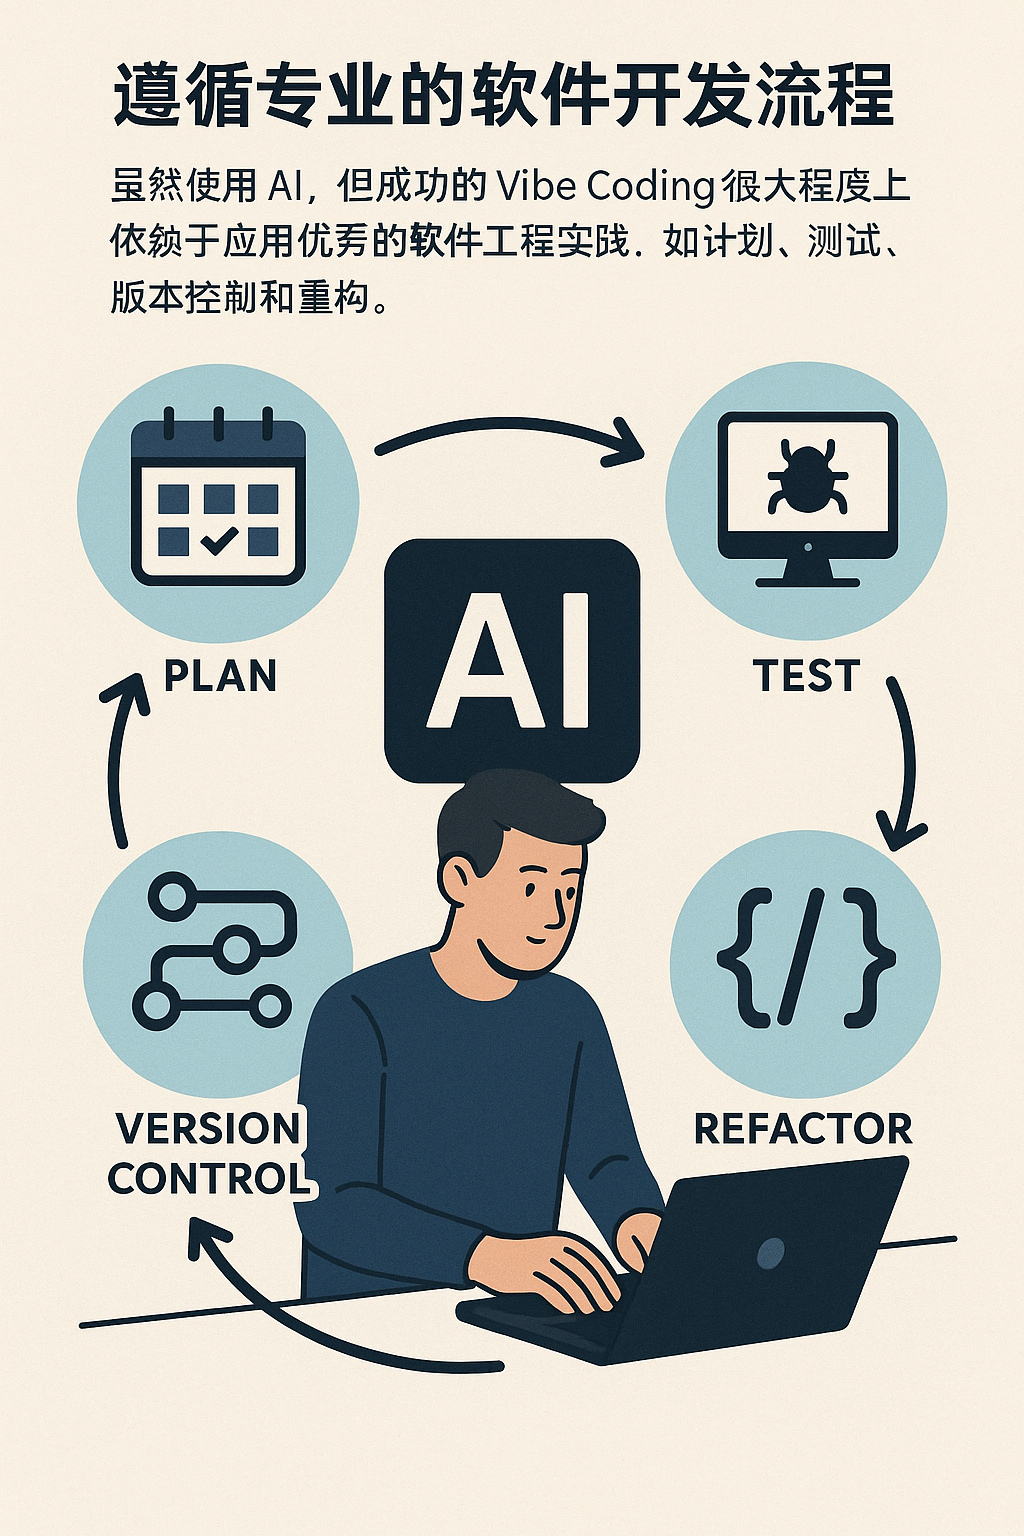 遵循专业的软件开发流程
虽然使用 AI, 但成功的 Vibe Coding 很大程度上
依赖于应用优秀的软件工程实践. 如计划、测试、
版本控制和重构。
AI
PLAN
TEST
VERSION
CONTROL
REFACTOR